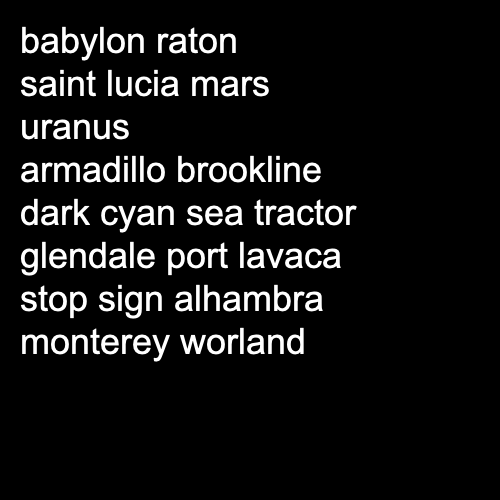 babylon raton
saint lucia mars
uranus
armadillo brookline
dark cyan sea tractor
glendale port lavaca
stop sign alhambra
monterey worland